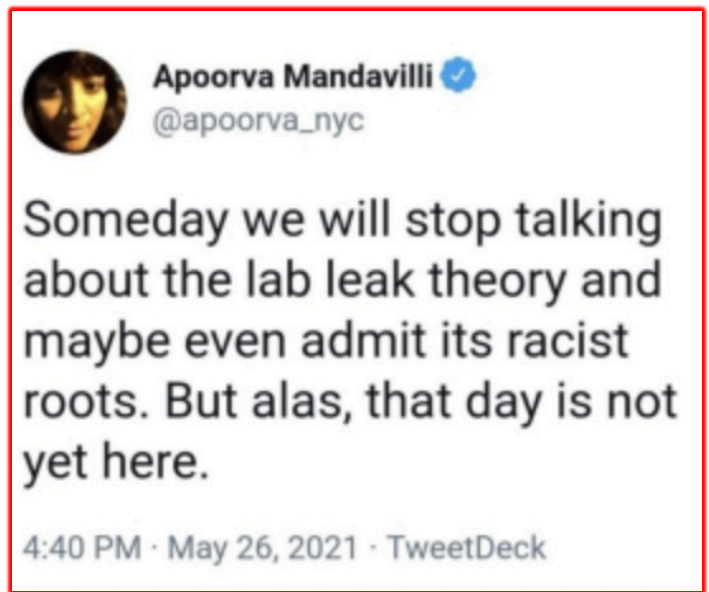 Apoorva Mandavilli
@apoorva_nyc
Someday we will stop talking
about the lab leak theory and
maybe even admit its racist
roots. But alas, that day is not
yet here.
4:40 PM · May 26, 2021 · TweetDeck